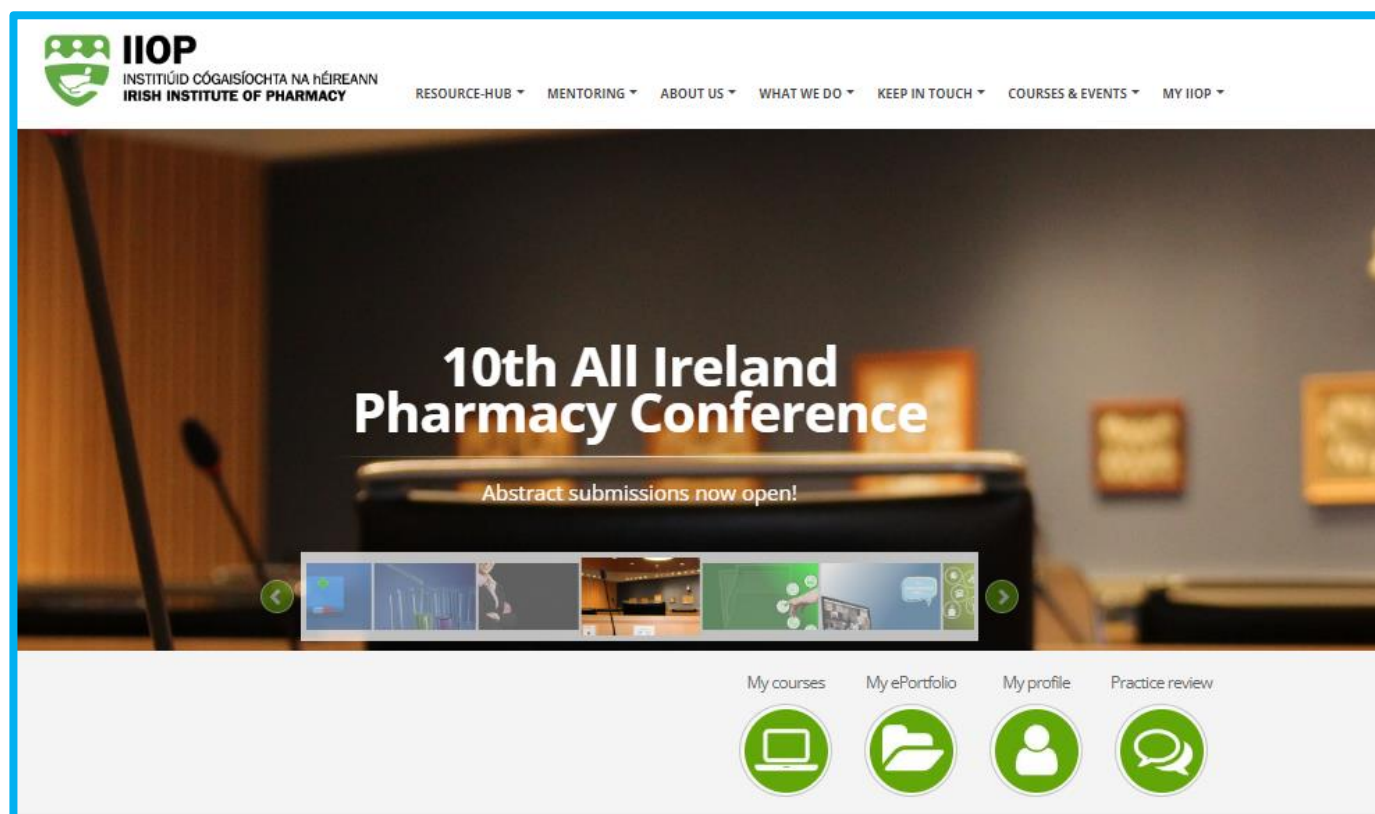 IIOP
INSTITIÚID CÓGAISÍOCHTA NA hÉIREANN
IRISH INSTITUTE OF PHARMACY
RESOURCE-HUB MENTORING ABOUT US WHAT WE DO KEEP IN TOUCH COURSES & EVENTS MY IIOP
10th All Ireland
Pharmacy Conference
Abstract submissions now open!
My courses My ePortfolio My profile Practice review